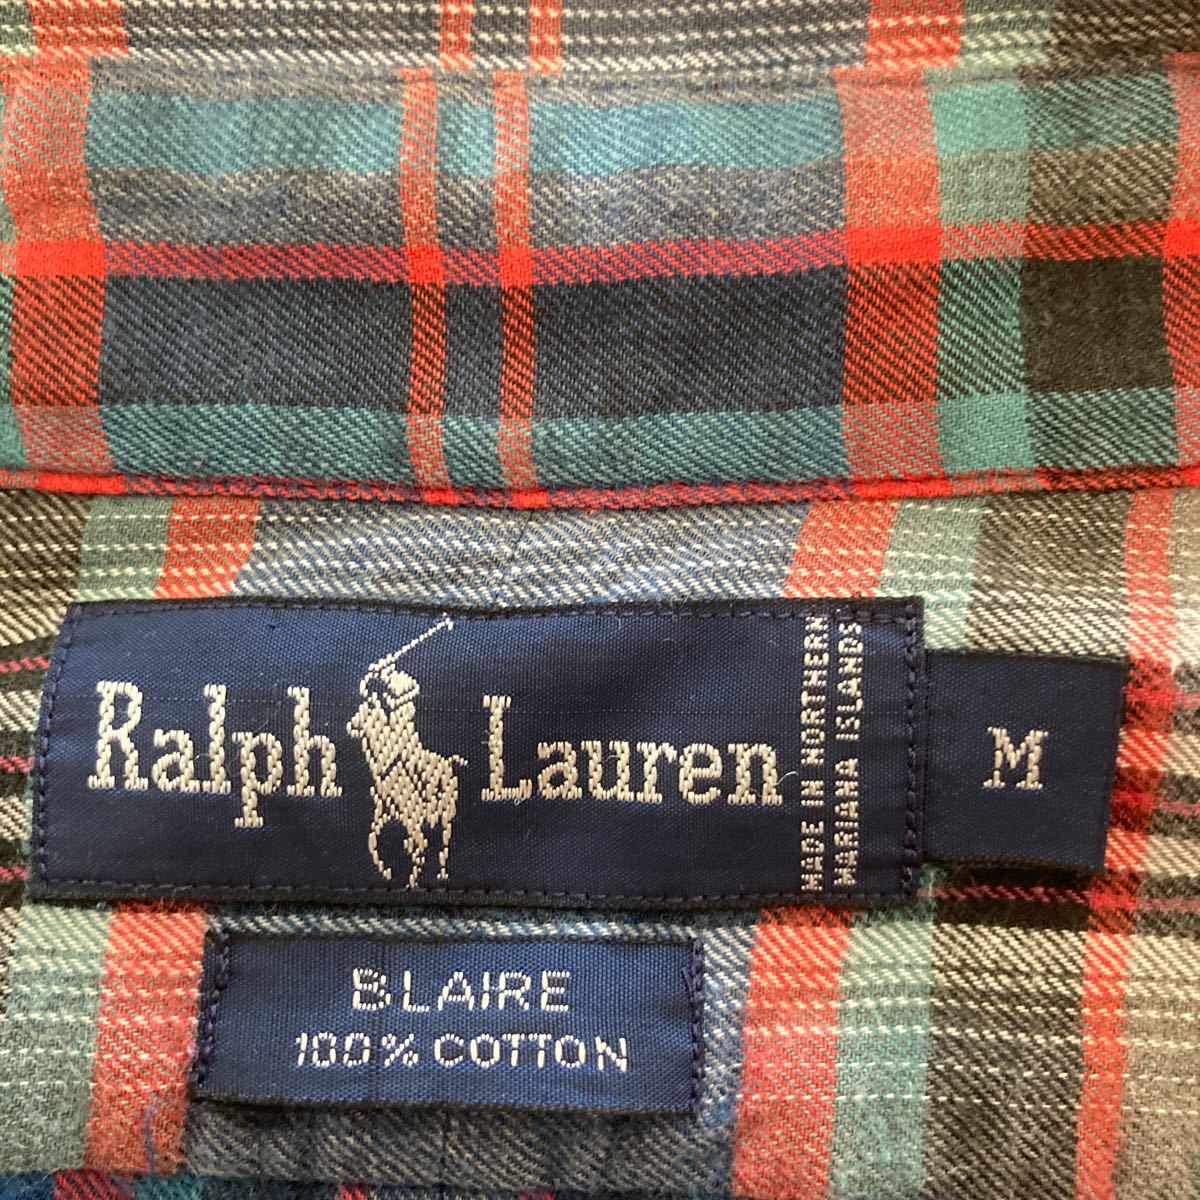 Ralph Lauren
MADE IN NORTHERN
MARIANA ISLANDS
M
BLAIRE
100% COTTON